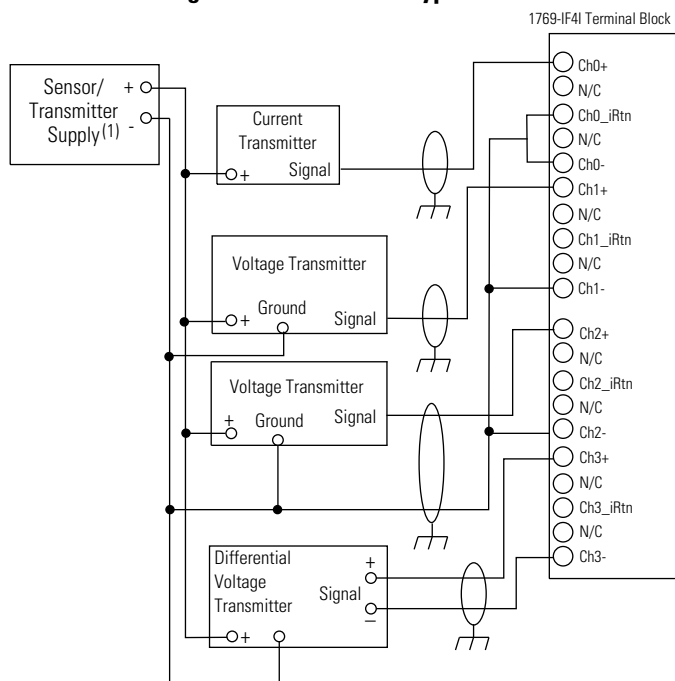 1769-IF4I Terminal Block
Sensor/
Transmitter
Supply(1)
+
-
Current
Transmitter
Signal
+
Voltage Transmitter
Ground
+
Signal
Voltage Transmitter
+
Ground
Signal
Differential
Voltage
Transmitter
Signal
+
–
+
Ch0+
N/C
Ch0_iRtn
N/C
Ch0-
Ch1+
N/C
Ch1_iRtn
N/C
Ch1-
Ch2+
N/C
Ch2_iRtn
N/C
Ch2-
Ch3+
N/C
Ch3_iRtn
N/C
Ch3-